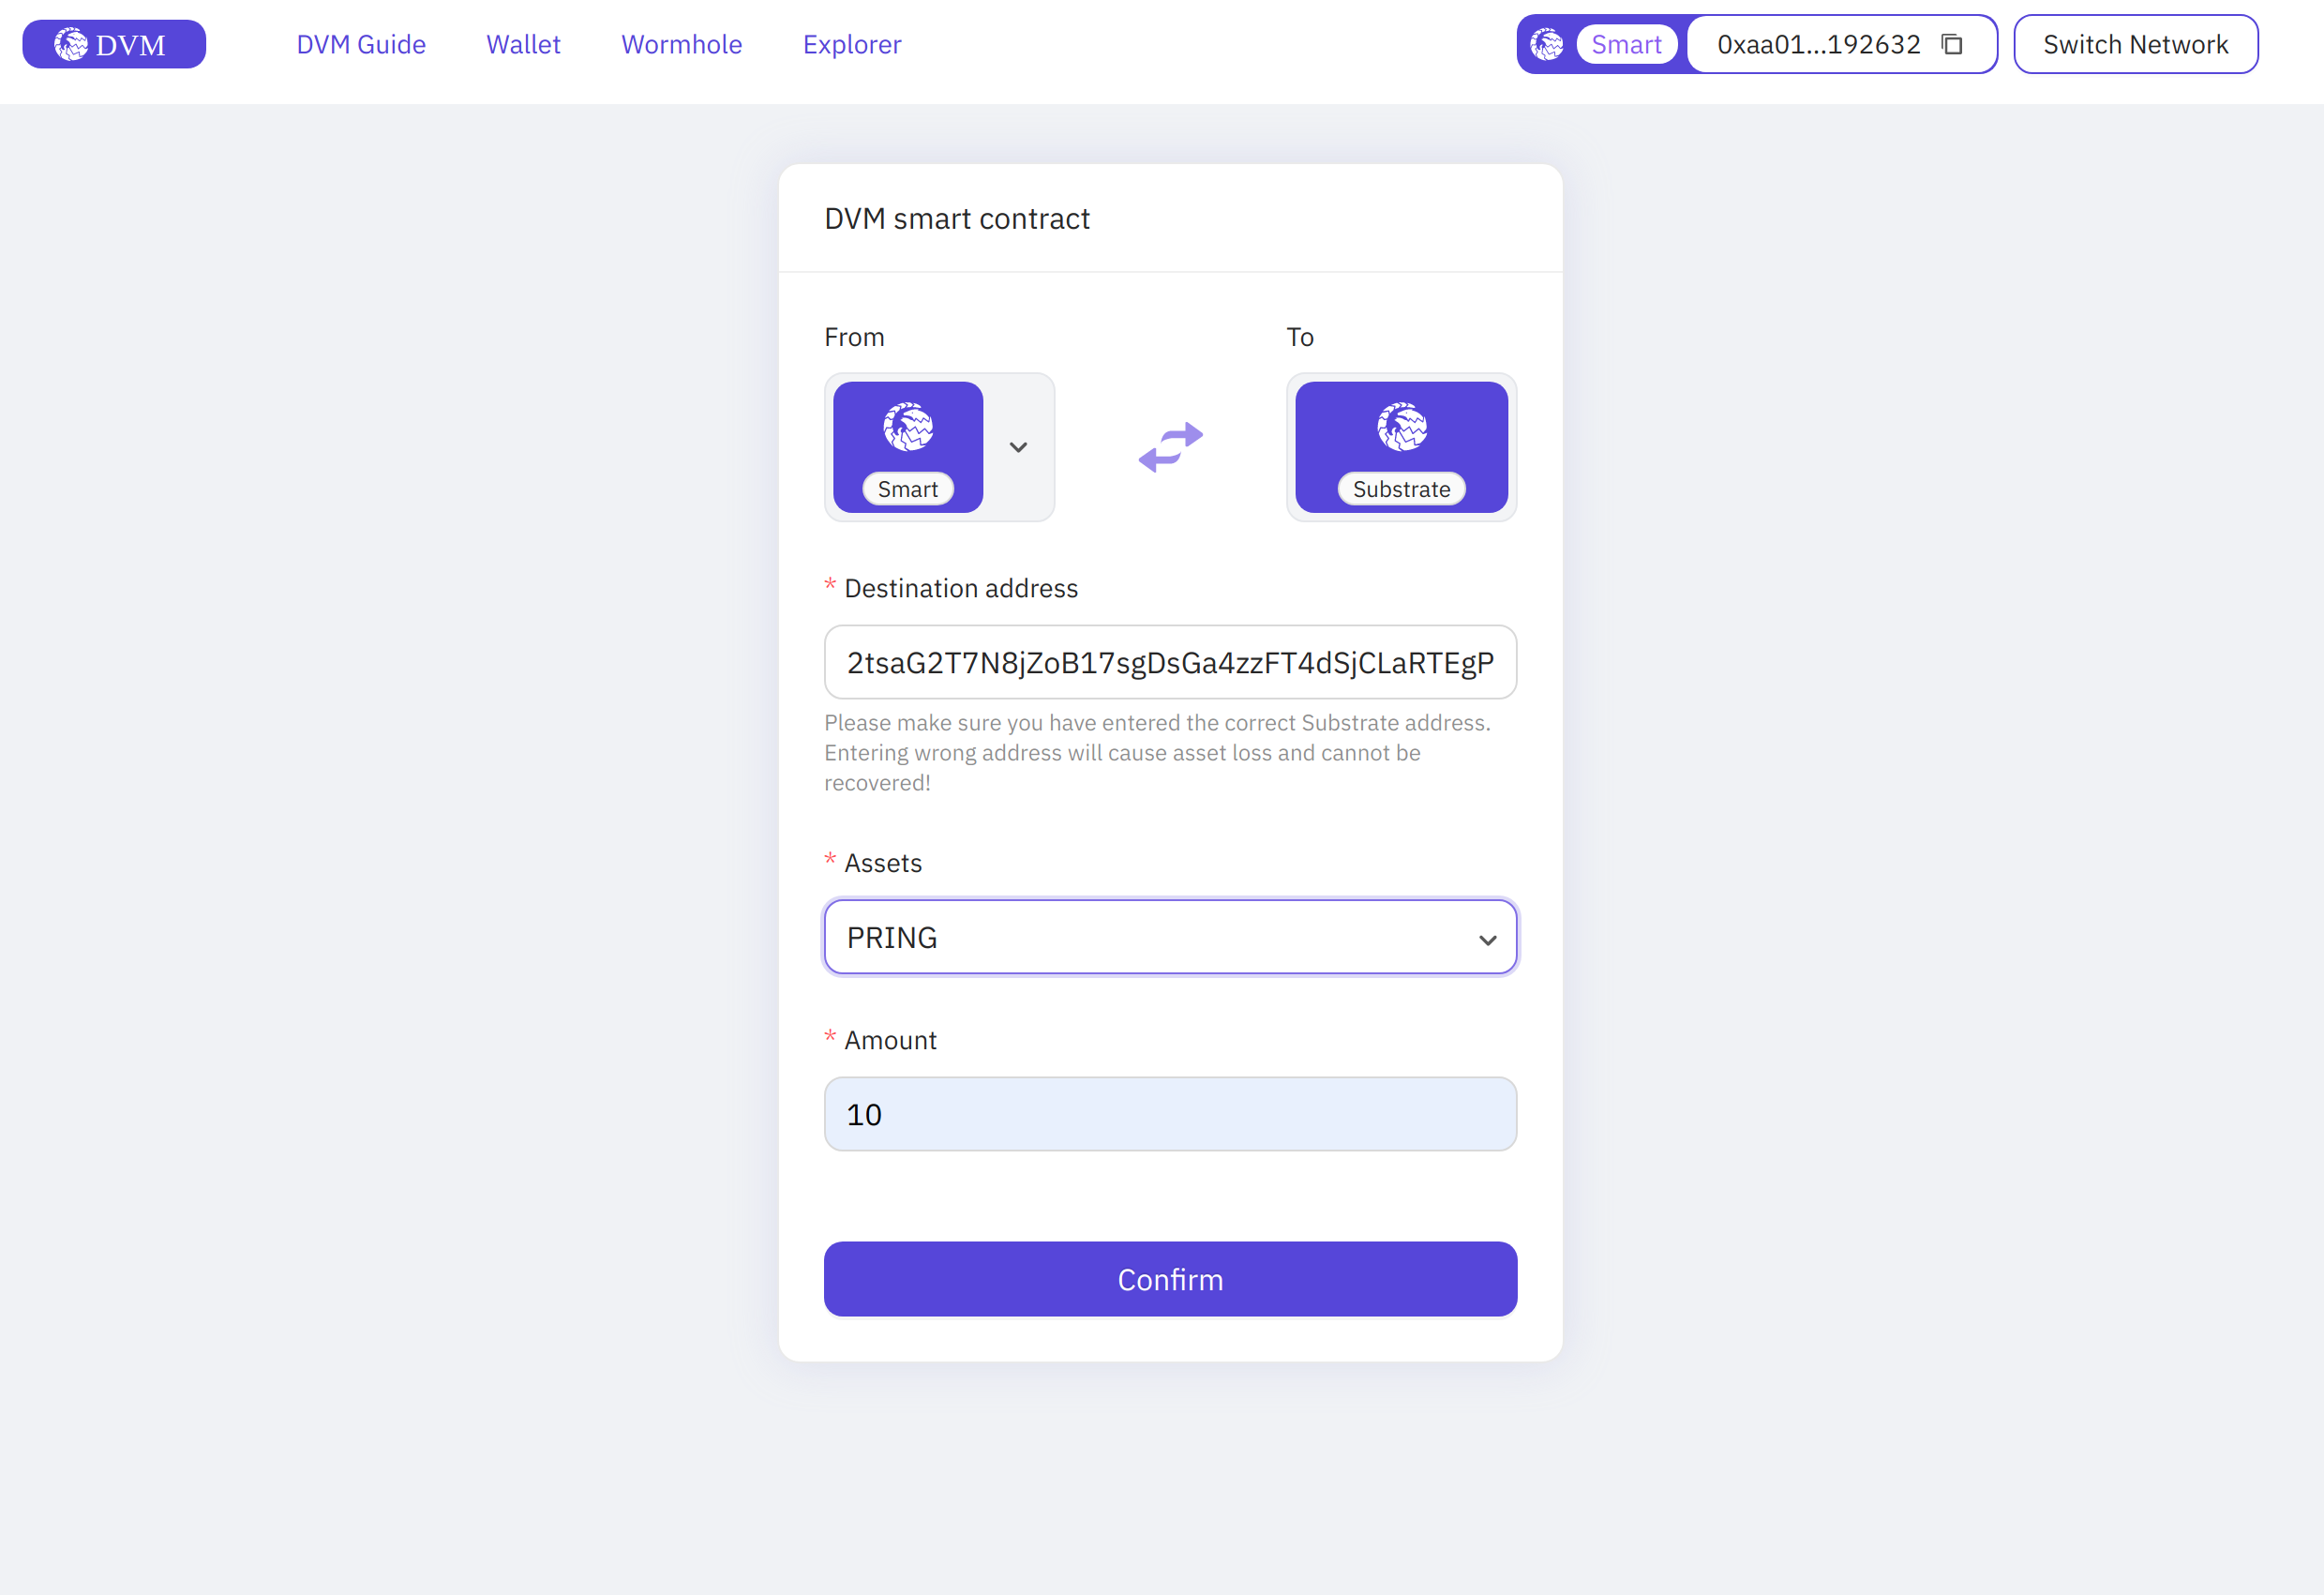 DVM
DVM Guide
Wallet
Wormhole
Explorer
Smart
0xaa01...192632
Switch Network
DVM smart contract
From
To
Smart
Substrate
* Destination address
2tsaG2T7N8jZoB17sgDsGa4zzFT4dSjCLaRTEgP
Please make sure you have entered the correct Substrate address.
Entering wrong address will cause asset loss and cannot be
recovered!
* Assets
PRING
* Amount
10
Confirm